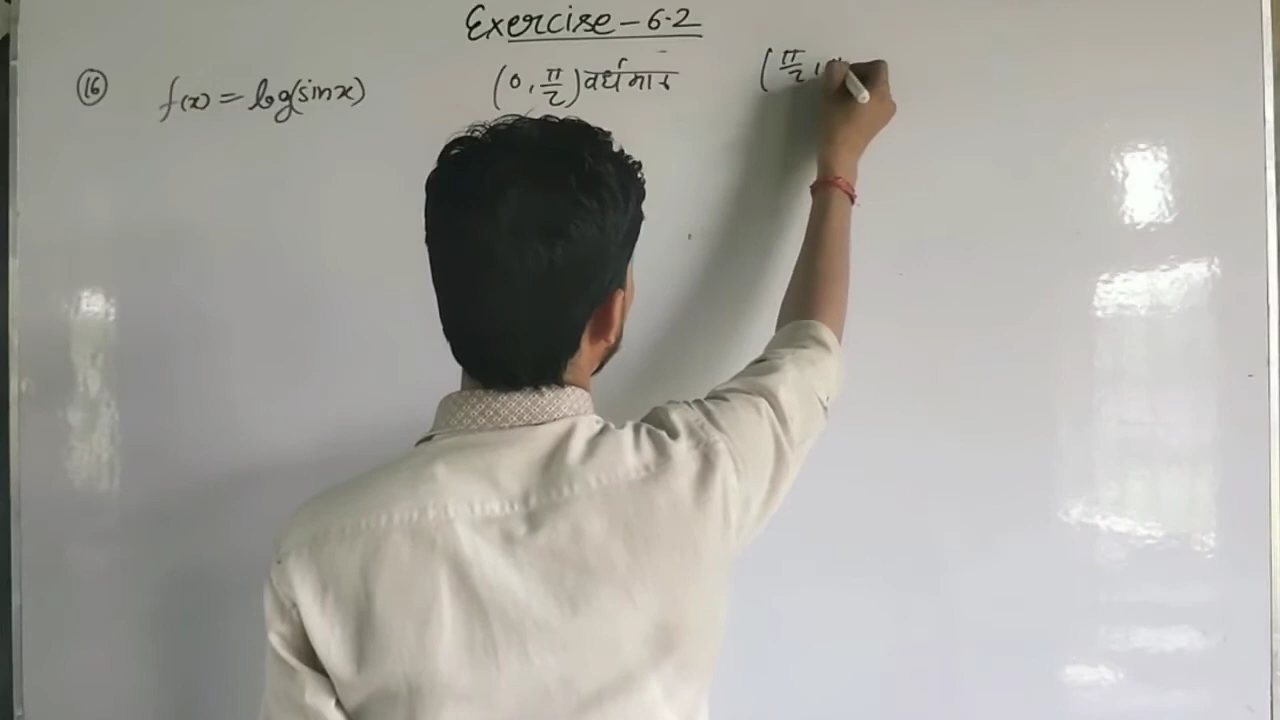 Exercise - 6.2
(16) f(x) = log(sinx) (0, π/2) वर्धमान (π/2,